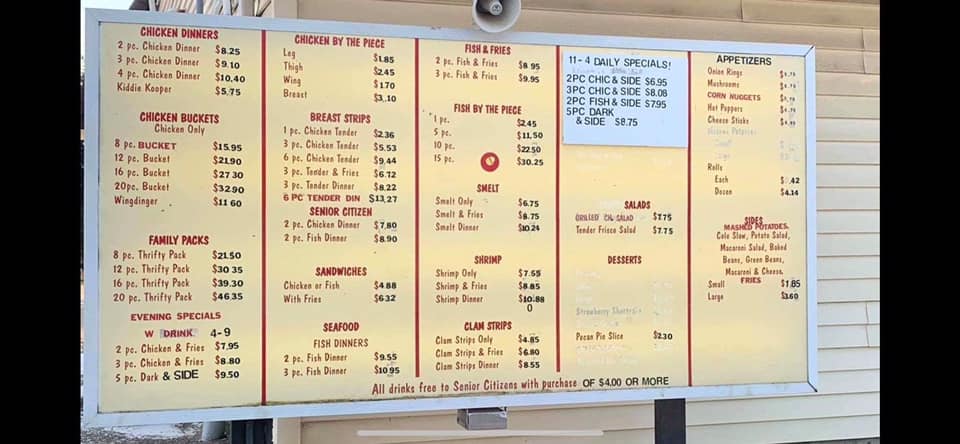 CHICKEN DINNERS
2 pc. Chicken Dinner $8.25
3 pc. Chicken Dinner $9.10
4 pc. Chicken Dinner $10.40
Kiddie Keeper $5.75
CHICKEN BUCKETS
Chicken Only
8 pc. BUCKET $15.95
12 pc. Bucket $21.90
16 pc. Bucket $27 30
20pc. Bucket $32.90
Wingdinger $11 60
FAMILY PACKS
8 pc. Thrifty Pack $21.50
12 pc. Thrifty Pack $30 35
16 pc. Thrifty Pack $39.30
20 pc. Thrifty Pack $46 35
EVENING SPECIALS
W DRINK 4-9
2 pc. Chicken & Fries $7.95
3 pc. Chicken & Fries $8.80
5 pc. Dark & SIDE $9.50
CHICKEN BY THE PIECE
Leg $1.85
Thigh $2.45
Wing $1 70
Breast $3.10
BREAST STRIPS
1 pc. Chicken Tender $2.36
3 pc. Chicken Tender $5.53
6 pc. Chicken Tender $9.44
3 pc. Tender & Fries $6.72
3 pc. Tender Dinner $8.22
6 PC TENDER DIN $13.27
SENIOR CITIZEN
2 pc. Chicken Dinner $7.80
2 pc. Fish Dinner $8.90
SANDWICHES
Chicken or Fish $4 88
With Fries $6.32
SEAFOOD
FISH DINNERS
2 pc. Fish Dinner $9.55
3 pc. Fish Dinner $10 95
FISH & FRIES
2 pc. Fish & Fries $8 95
3 pc. Fish & Fries $9.95
FISH BY THE PIECE
1 pc. $2.45
5 pc. $11.50
10 pc. $22.50
15 pc. $30.25
SMELT
Smelt Only $6.75
Smelt & Fries $8.75
Smelt Dinner $10.24
SHRIMP
Shrimp Only $7.55
Shrimp & Fries $8.85
Shrimp Dinner $10.88
0
CLAM STRIPS
Clam Strips Only $4.85
Clam Strips & Fries $6.80
Clam Strips Dinner $8.55
11-4 DAILY SPECIALS!
2PC CHIC & SIDE $6.95
3PC CHIC & SIDE $8.08
2PC FISH & SIDE $7.95
5PC DARK
& SIDE $8.75
SALADS
GRILLED CK SALAD $7.75
Tender Frisco Salad $7.75
DESSERTS
Strawberry
Pecan Pie Slice $2.30
APPETIZERS
Onion Rings
Mushrooms
CORN NUGGETS
Hot Peppers
Cheese Sticks
Rolls
Each $.42
Dozen $4.14
SIDES
MASHED POTATOES,
Cole Slaw, Potato Salad,
Macaroni Salad, Baked
Beans, Green Beans,
Macaroni & Cheese,
FRIES
Small $1.85
Large $3.60
All drinks free to Senior Citizens with purchase OF $4.00 OR MORE